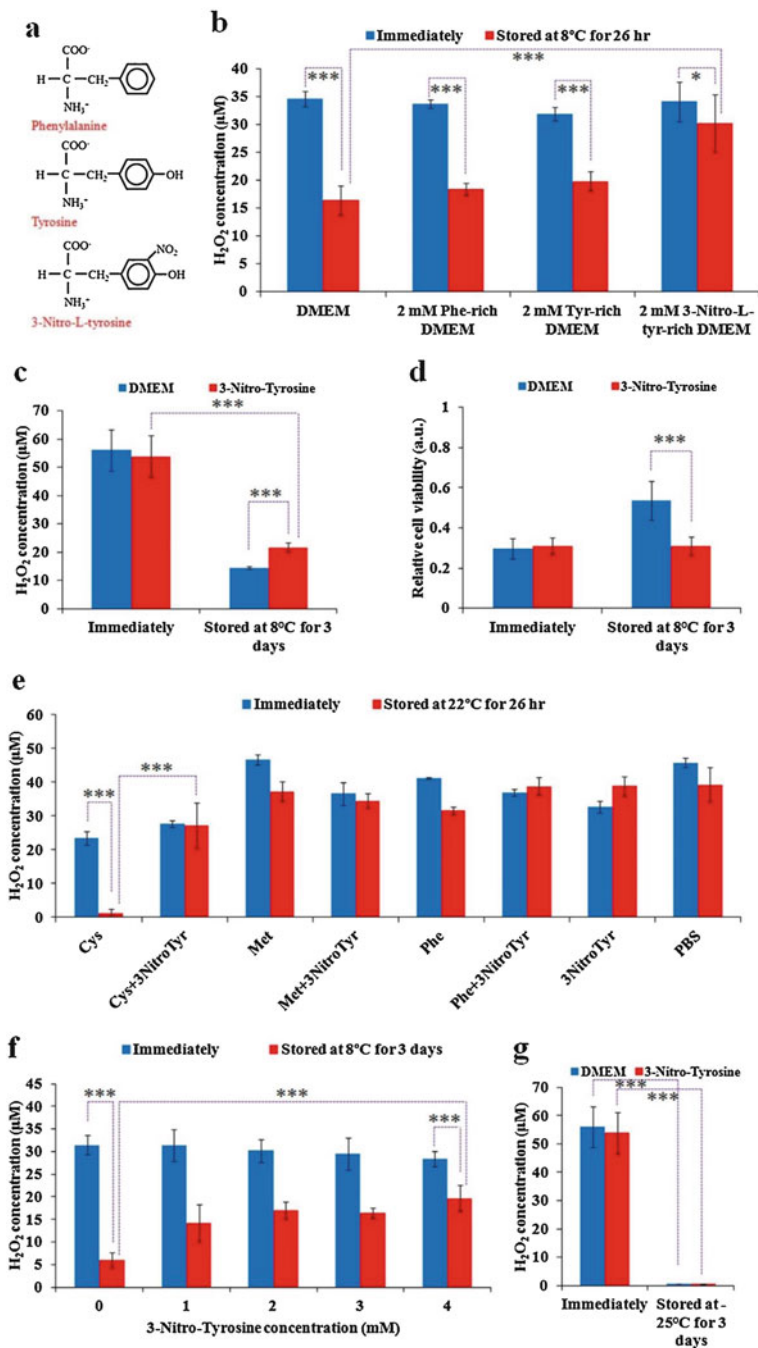 a
COO⁻
H C CH₂
NH₃⁺
Phenylalanine
COO⁻
H C CH₂ OH
NH₃⁺
Tyrosine
COO⁻ NO₂
H C CH₂ OH
NH₃⁺
3-Nitro-L-tyrosine
b
Immediately Stored at 8°C for 26 hr
H₂O₂ concentration (μM)
40
35
30
25
20
15
10
5
0
***
***
***
***
*
DMEM
2 mM Phe-rich
DMEM
2 mM Tyr-rich
DMEM
2 mM 3-Nitro-L-
tyr-rich DMEM
c
DMEM 3-Nitro-Tyrosine
H₂O₂ concentration (μM)
70
60
50
40
30
20
10
0
***
***
Immediately
Stored at 8°C for 3
days
d
DMEM 3-Nitro-Tyrosine
Relative cell viability (a.u.)
1
0.8
0.6
0.4
0.2
0
***
Immediately
Stored at 8°C for 3
days
e
Immediately Stored at 22°C for 26 hr
H₂O₂ concentration (μM)
60
50
40
30
20
10
0
***
***
Cys
Cys+3NitroTyr
Met
Met+3NitroTyr
Phe
Phe+3NitroTyr
3NitroTyr
PBS
f
Immediately Stored at 8°C for 3 days
H₂O₂ concentration (μM)
45
40
35
30
25
20
15
10
5
0
***
***
***
0 1 2 3 4
3-Nitro-Tyrosine concentration (mM)
g
DMEM 3-Nitro-Tyrosine
H₂O₂ concentration (μM)
70
60
50
40
30
20
10
0
***
***
Immediately
Stored at -
25°C for 3
days